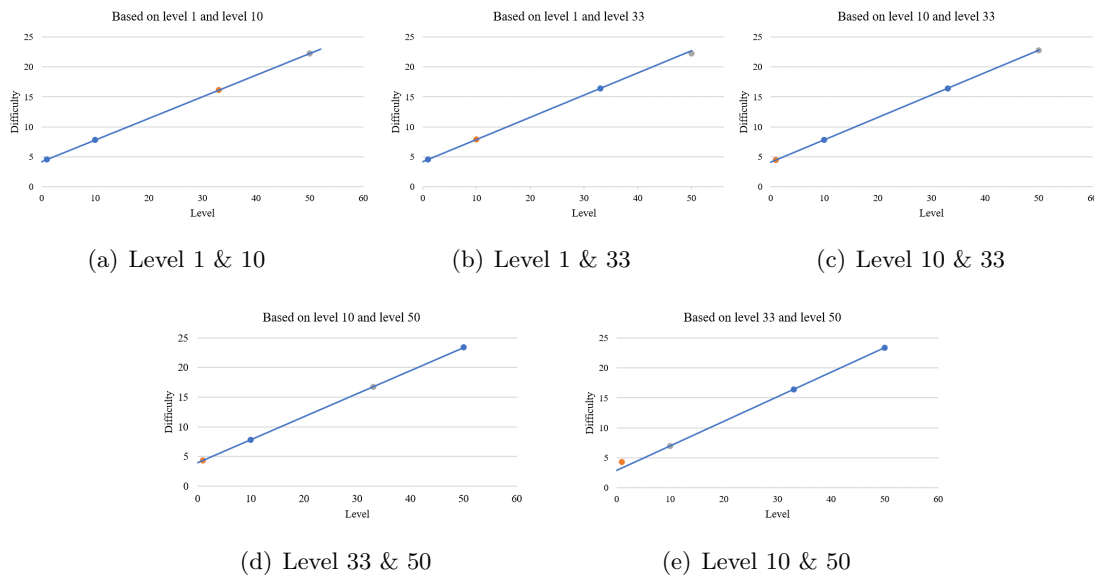 Based on level 1 and level 10
25
20
15
10
5
0
Difficulty
0 10 20 30 40 50 60
Level
(a) Level 1 & 10
Based on level 1 and level 33
25
20
15
10
5
0
Difficulty
0 10 20 30 40 50
Level
(b) Level 1 & 33
Based on level 10 and level 33
25
20
15
10
5
0
Difficulty
0 10 20 30 40 50 60
Level
(c) Level 10 & 33
Based on level 10 and level 50
25
20
15
10
5
0
Difficulty
0 10 20 30 40 50 60
Level
(d) Level 33 & 50
Based on level 33 and level 50
25
20
15
10
5
0
Difficulty
0 10 20 30 40 50 60
Level
(e) Level 10 & 50